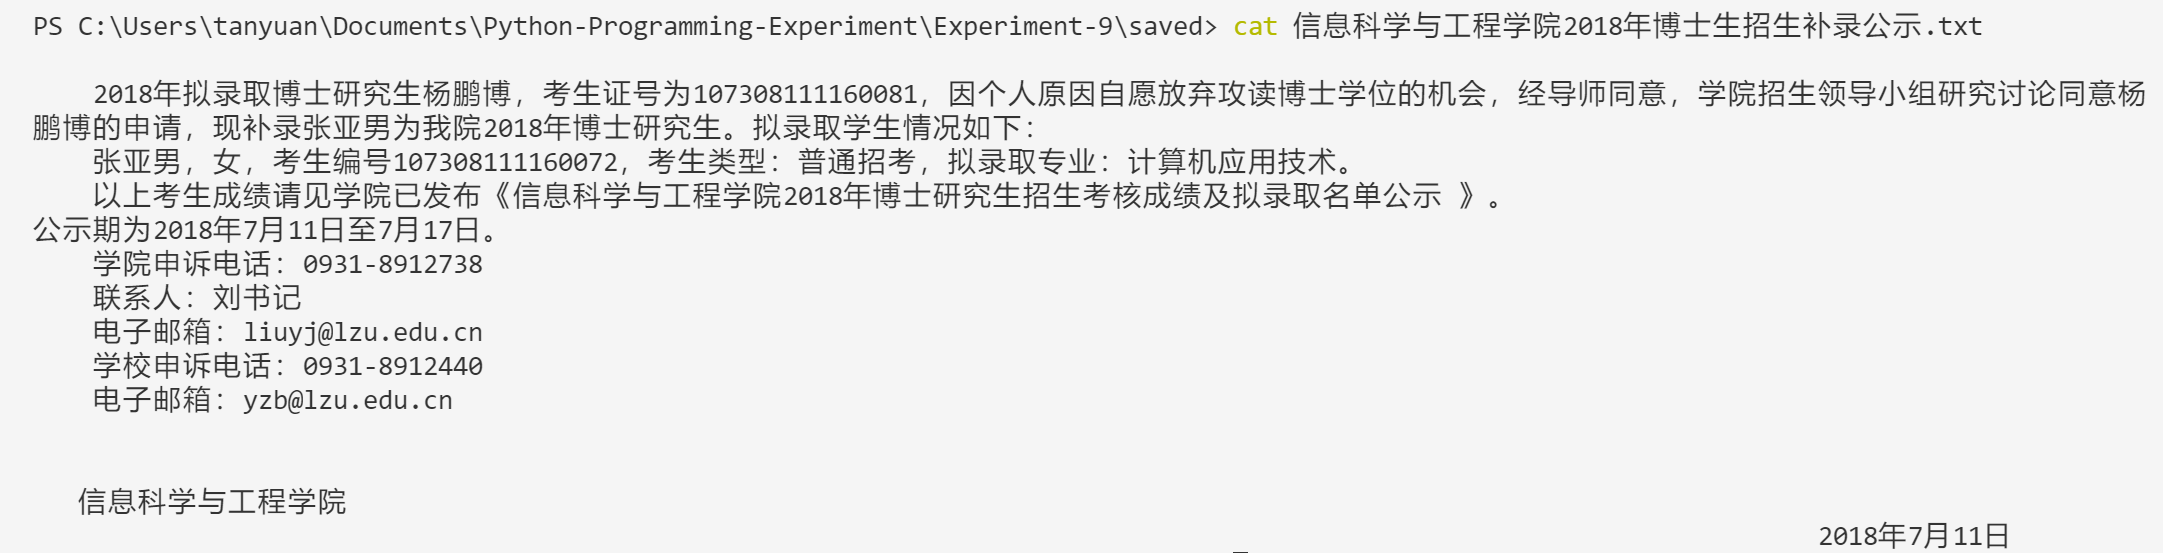 PS C:\Users\tanyuan\Documents\Python-Programming-Experiment\Experiment-9\saved> cat 信息科学与工程学院2018年博士生招生补录公示.txt
2018年拟录取博士研究生杨鹏博，考生证号为107308111160081，因个人原因自愿放弃攻读博士学位的机会，经导师同意，学院招生领导小组研究讨论同意杨
鹏博的申请，现补录张亚男为我院2018年博士研究生。拟录取学生情况如下：
张亚男，女，考生编号107308111160072，考生类型：普通招考，拟录取专业：计算机应用技术。
以上考生成绩请见学院已发布《信息科学与工程学院2018年博士研究生招生考核成绩及拟录取名单公示 》。
公示期为2018年7月11日至7月17日。
学院申诉电话：0931-8912738
联系人：刘书记
电子邮箱：liuyj@lzu.edu.cn
学校申诉电话：0931-8912440
电子邮箱：yzb@lzu.edu.cn
信息科学与工程学院
2018年7月11日